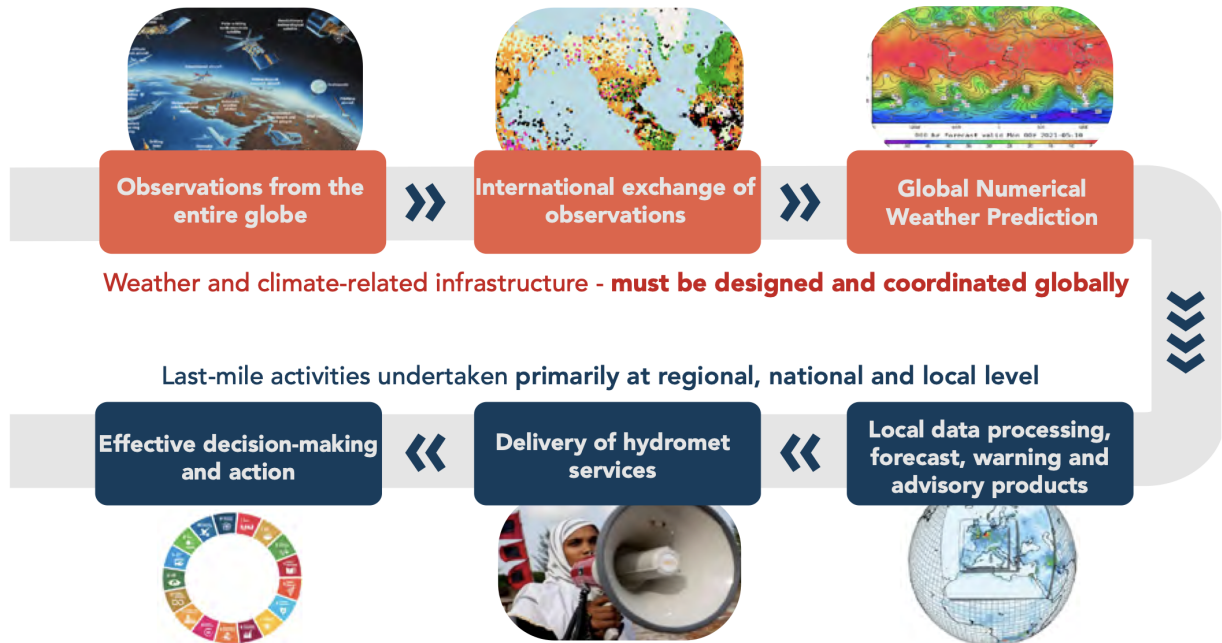 Observations from the
entire globe
International exchange of
observations
Global Numerical
Weather Prediction
Weather and climate-related infrastructure - must be designed and coordinated globally
Last-mile activities undertaken primarily at regional, national and local level
Effective decision-making
and action
Delivery of hydromet
services
Local data processing,
forecast, warning and
advisory products